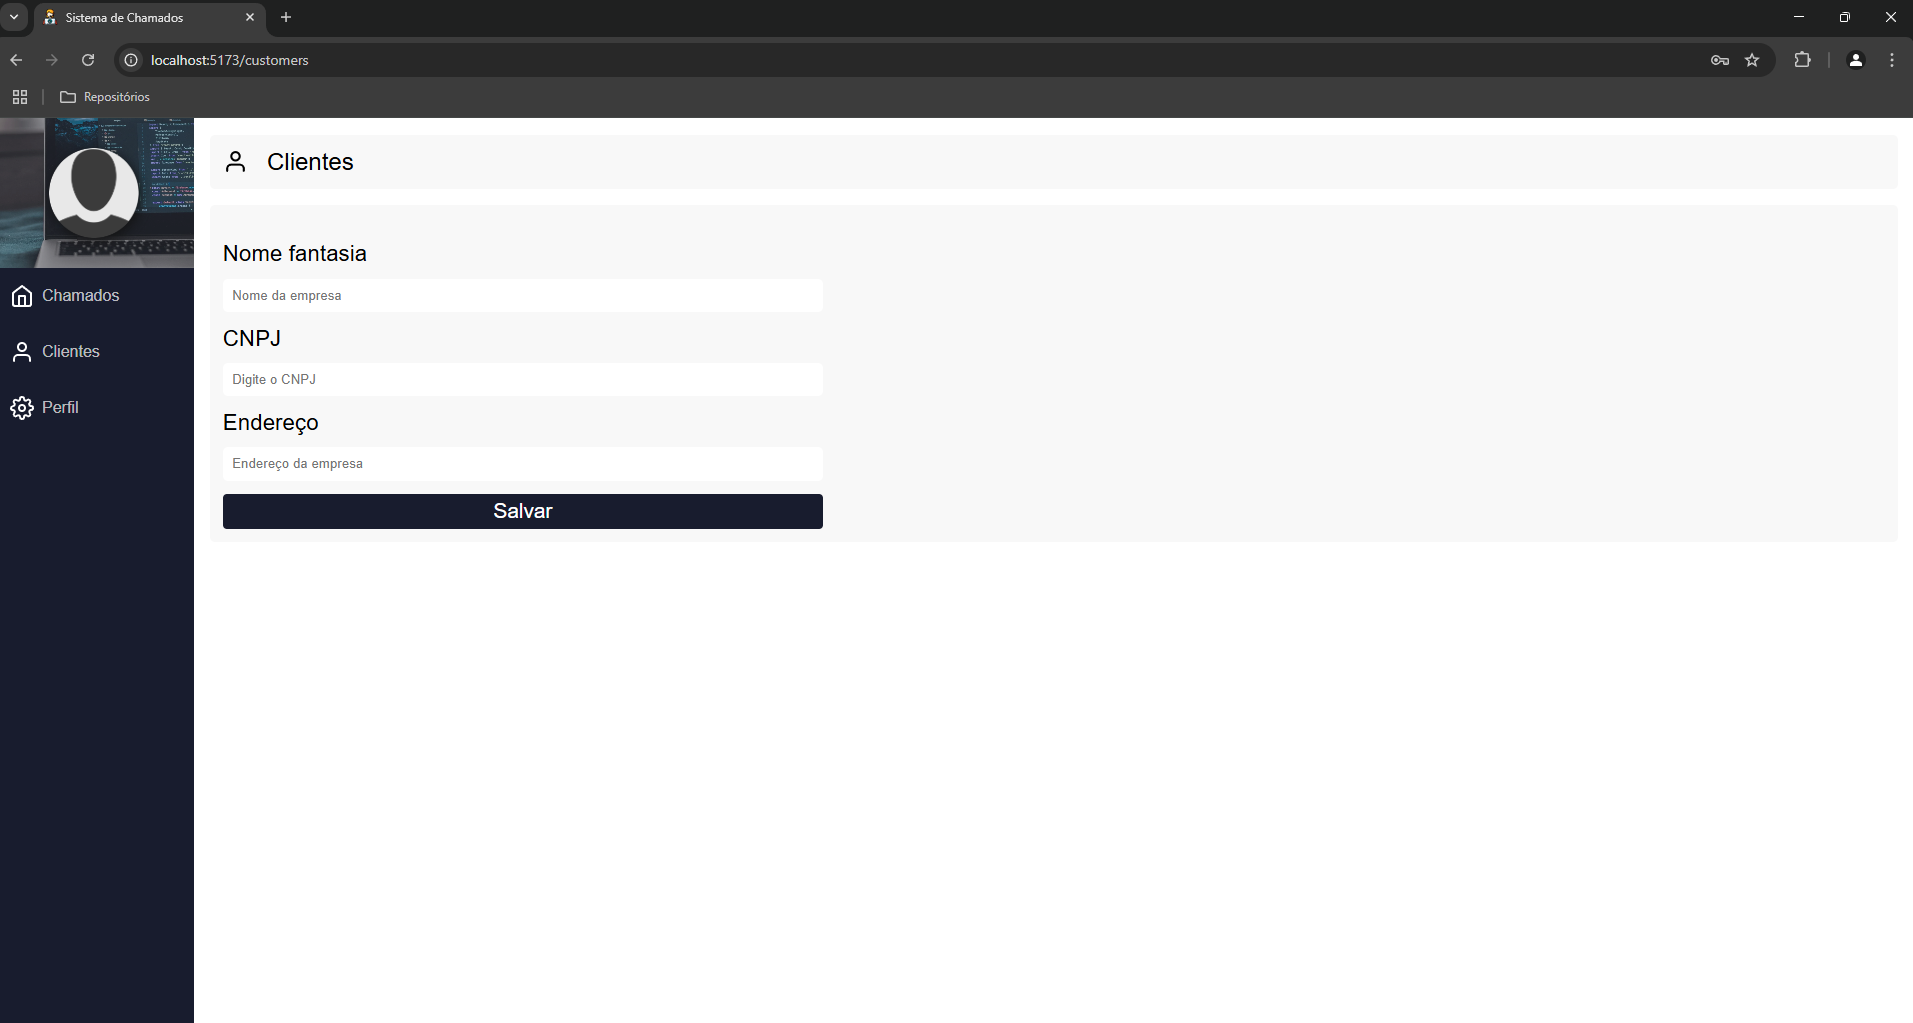 Sistema de Chamados
localhost:5173/customers
Repositórios
Chamados
Clientes
Perfil
Clientes
Nome fantasia
Nome da empresa
CNPJ
Digite o CNPJ
Endereço
Endereço da empresa
Salvar